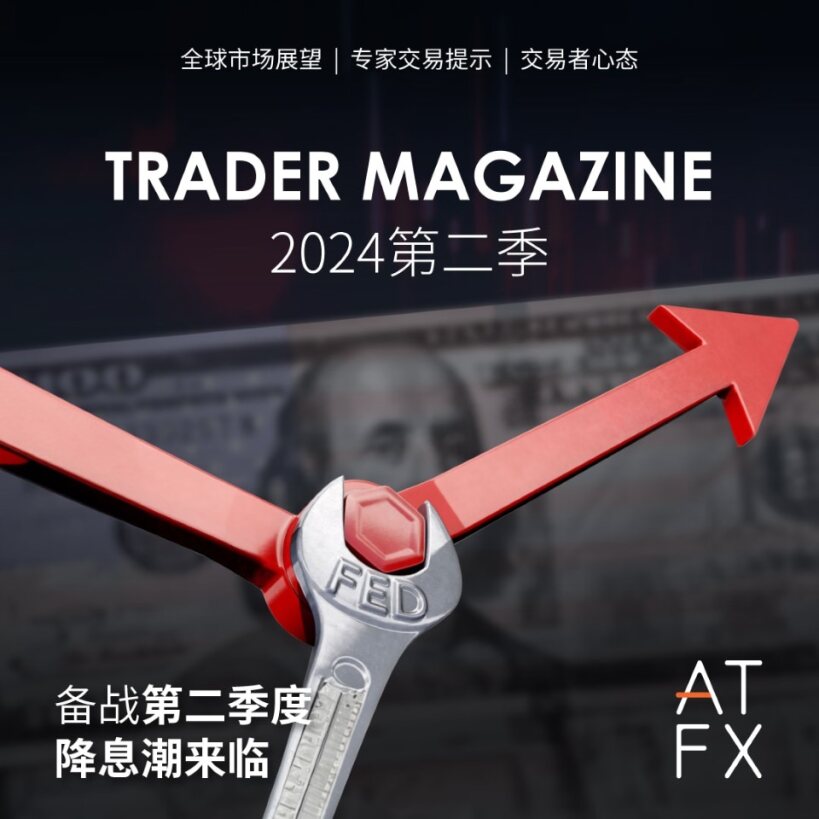 全球市场展望 | 专家交易提示 | 交易者心态
TRADER MAGAZINE
2024第二季
FED
备战第二季度
降息潮来临
AT
FX